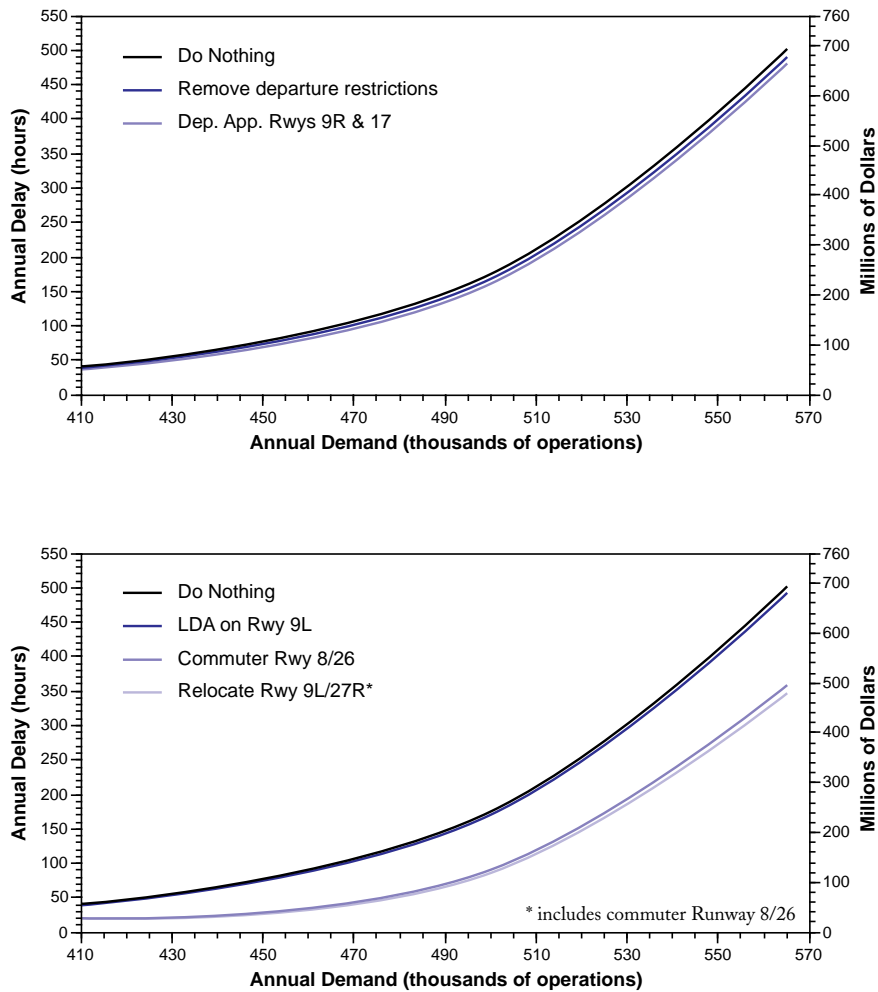 Do Nothing
Remove departure restrictions
Dep. App. Rwys 9R & 17
Annual Delay (hours)
550
500
450
400
350
300
250
200
150
100
50
0
760
700
600
500
400
300
200
100
0
Millions of Dollars
410 430 450 470 490 510 530 550 570
Annual Demand (thousands of operations)
Do Nothing
LDA on Rwy 9L
Commuter Rwy 8/26
Relocate Rwy 9L/27R*
Annual Delay (hours)
550
500
450
400
350
300
250
200
150
100
50
0
760
700
600
500
400
300
200
100
0
Millions of Dollars
* includes commuter Runway 8/26
410 430 450 470 490 510 530 550 570
Annual Demand (thousands of operations)